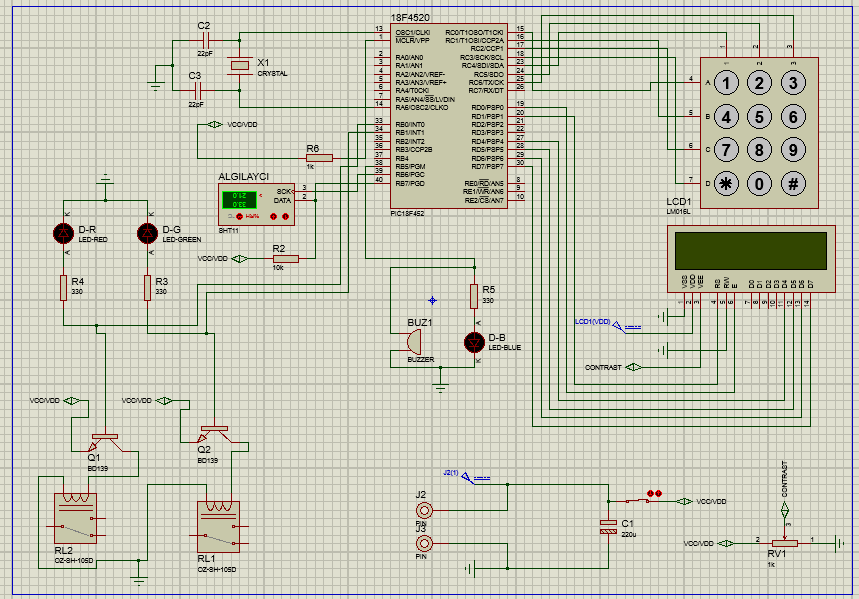 18F4520
C2
22pF
C3
22pF
X1
CRYSTAL
13 OSC1/CLKI
1 MCLR/VPP
2 RA0/AN0
3 RA1/AN1
4 RA2/AN2/VREF-
5 RA3/AN3/VREF+
6 RA4/T0CKI
7 RA5/AN4/SS/LVDIN
14 RA6/OSC2/CLKO
33 RB0/INT0
34 RB1/INT1
35 RB2/INT2
36 RB3/CCP2B
37 RB4
38 RB5/PGM
39 RB6/PGC
40 RB7/PGD
RC0/T1OSO/T1CKI 15
RC1/T1OSI/CCP2A 16
RC2/CCP1 17
RC3/SCK/SCL 18
RC4/SDI/SDA 23
RC5/SDO 24
RC6/TX/CK 25
RC7/RX/DT 26
RD0/PSP0 19
RD1/PSP1 20
RD2/PSP2 21
RD3/PSP3 22
RD4/PSP4 27
RD5/PSP5 28
RD6/PSP6 29
RD7/PSP7 30
RE0/RD/AN5 8
RE1/WR/AN6 9
RE2/CS/AN7 10
PIC18F452
1 2 3
1 2 3
4 A 1 2 3
5 B 4 5 6
6 C 7 8 9
7 D * 0 #
VCC/VDD
R6
1k
ALGILAYCI
SCK 3
DATA 2
SHT11
VCC/VDD
R2
10k
D-R
LED-RED
K
A
D-G
LED-GREEN
K
A
R4
330
R3
330
LCD1
LM016L
VSS VDD VEE RS RW E D0 D1 D2 D3 D4 D5 D6 D7
1 2 3 4 5 6 7 8 9 10 11 12 13 14
LCD1(VDD)
CONTRAST
R5
330
BUZ1
BUZZER
A
D-B
LED-BLUE
K
VCC/VDD
VCC/VDD
Q1
BD139
Q2
BD139
RL2
OZ-SH-105D
RL1
OZ-SH-105D
J2(1)
J2
PIN
J3
PIN
C1
220u
VCC/VDD
CONTRAST
VCC/VDD
2
3
1
RV1
1k